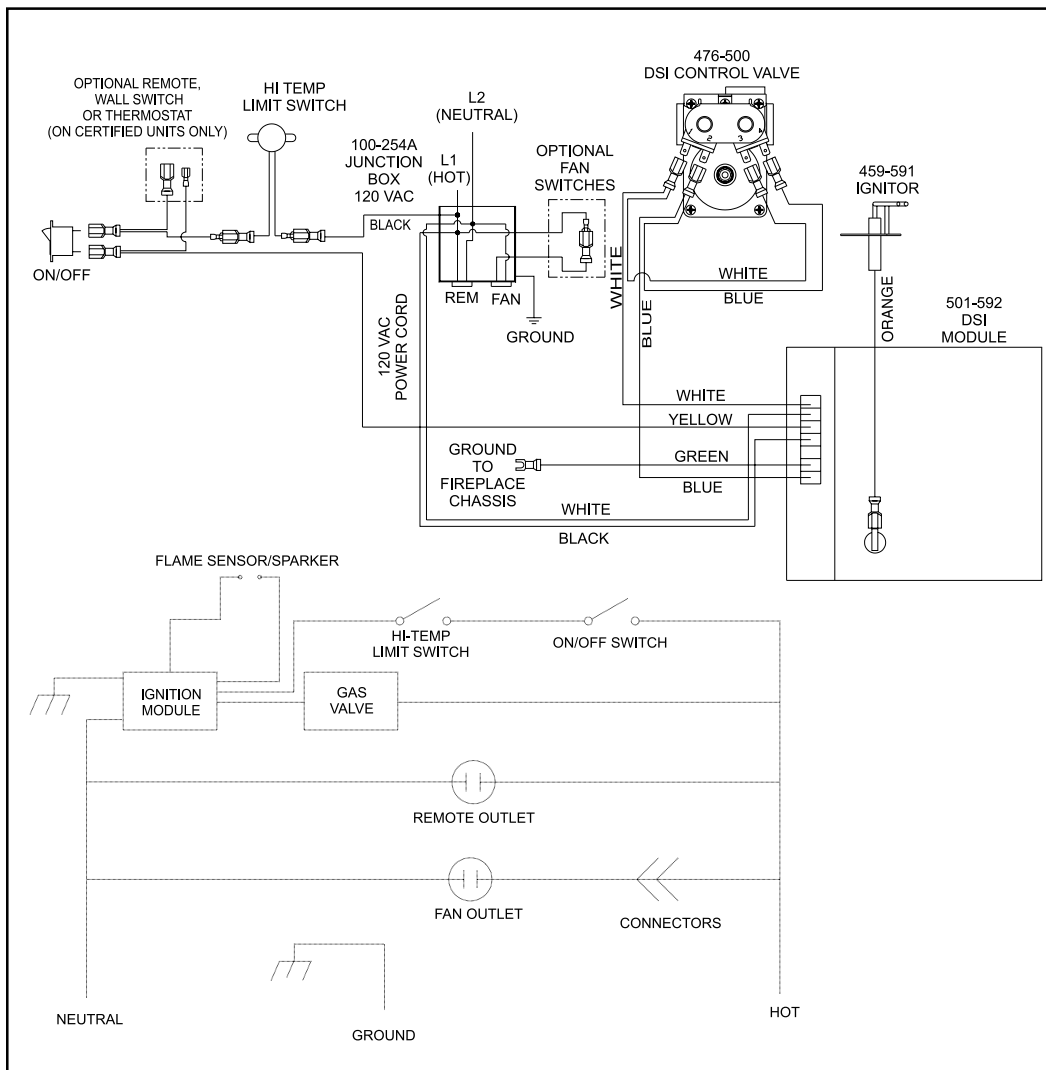 476-500
DSI CONTROL VALVE
OPTIONAL REMOTE,
WALL SWITCH
OR THERMOSTAT
(ON CERTIFIED UNITS ONLY)
HI TEMP
LIMIT SWITCH
L2
(NEUTRAL)
L1
(HOT)
100-254A
JUNCTION
BOX
120 VAC
OPTIONAL
FAN
SWITCHES
1
2
3
4
459-591
IGNITOR
BLACK
ON/OFF
REM
FAN
GROUND
WHITE
BLUE
WHITE
BLUE
ORANGE
120 VAC
POWER CORD
501-592
DSI
MODULE
WHITE
YELLOW
GROUND
TO
FIREPLACE
CHASSIS
GREEN
BLUE
WHITE
BLACK
FLAME SENSOR/SPARKER
HI-TEMP
LIMIT SWITCH
ON/OFF SWITCH
IGNITION
MODULE
GAS
VALVE
REMOTE OUTLET
FAN OUTLET
CONNECTORS
NEUTRAL
GROUND
HOT